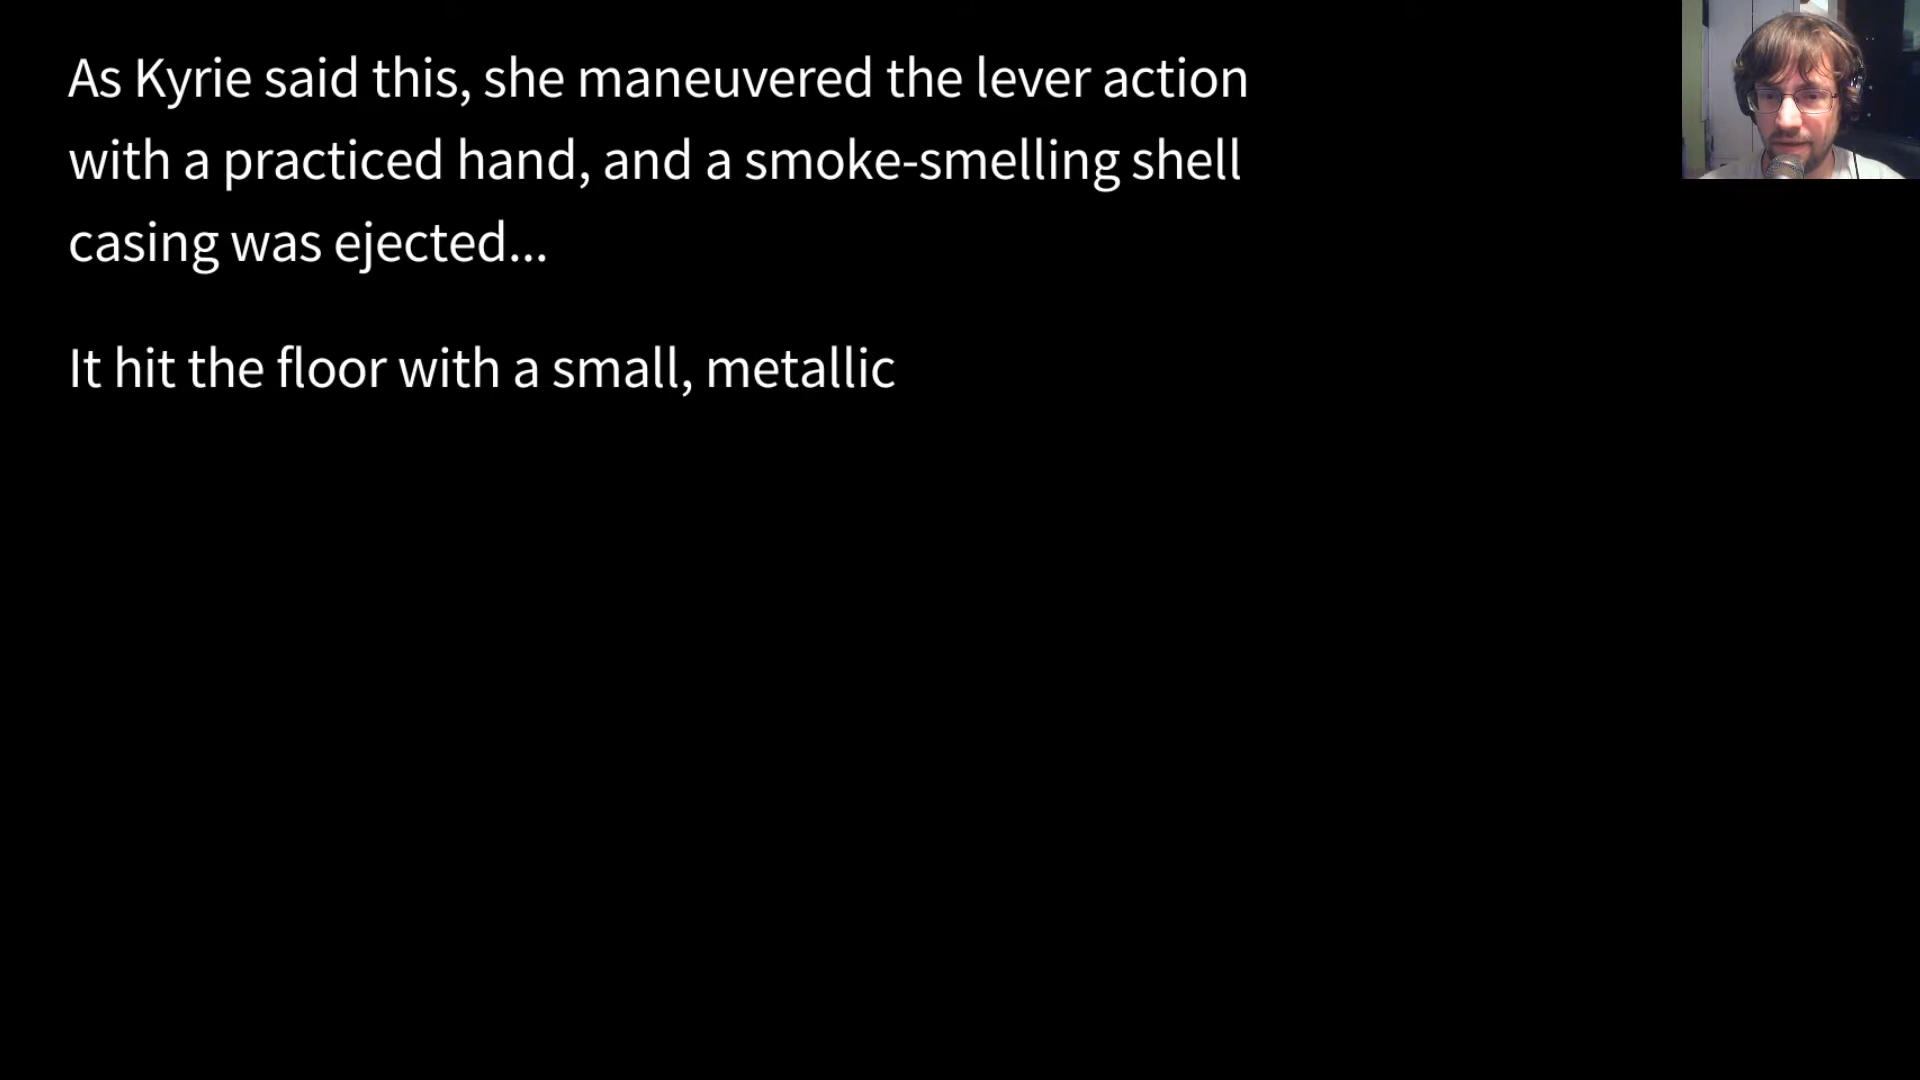 As Kyrie said this, she maneuvered the lever action
with a practiced hand, and a smoke-smelling shell
casing was ejected...
It hit the floor with a small, metallic